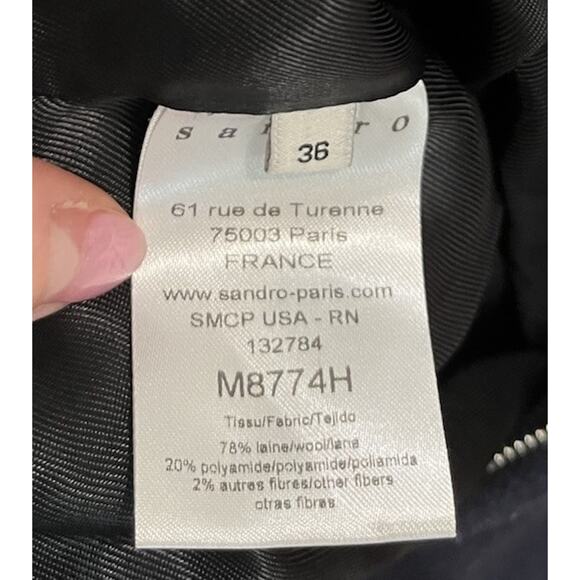 sandro
36
61 rue de Turenne
75003 Paris
FRANCE
www.sandro-paris.com
SMCP USA - RN
132784
M8774H
Tissu/Fabric/Tejido
78% laine/wool/lana
20% polyamide/polyamide/poliamida
2% autres fibres/other fibers
otras fibras